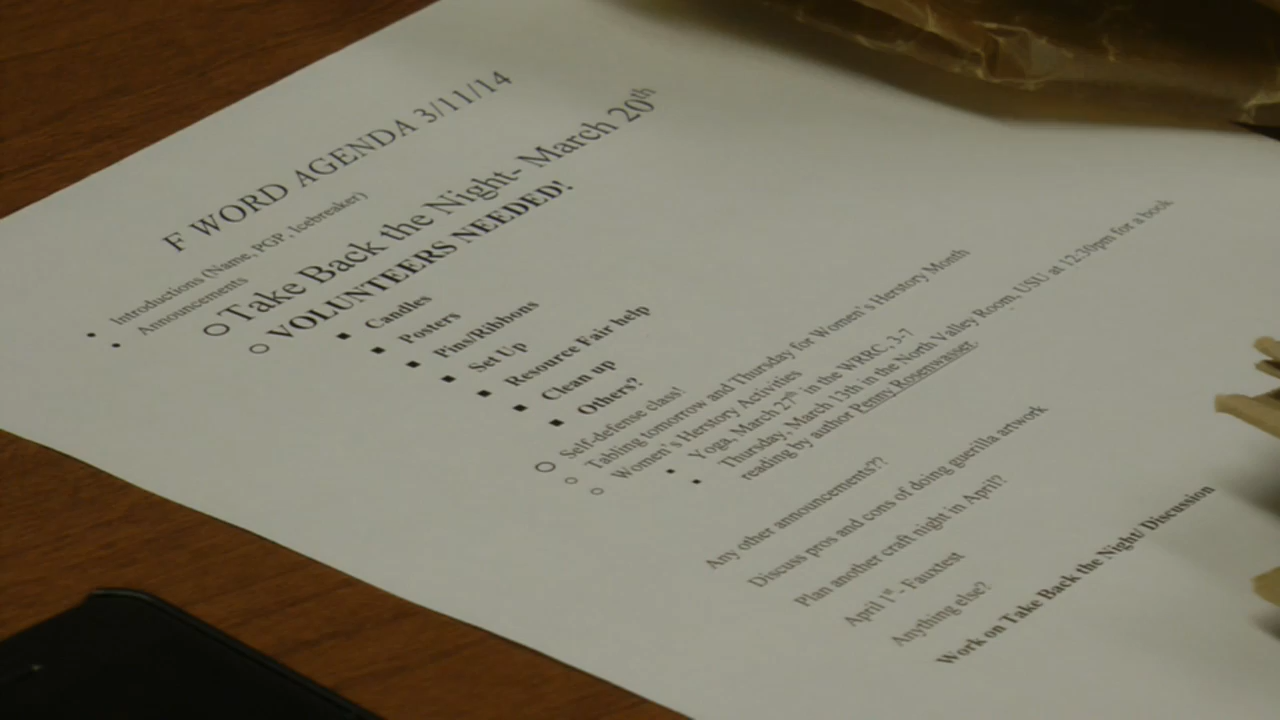 F WORD AGENDA 3/11/14
• Introductions (Name, PGP, Icebreaker)
• Announcements
○ Take Back the Night- March 20th
○ VOLUNTEERS NEEDED!
▪ Candles
▪ Posters
▪ Pins/Ribbons
▪ Set Up
▪ Resource Fair help
▪ Clean up
▪ Others?
○ Self-defense class!
○ Tabling tomorrow and Thursday for Women's Herstory Month
○ Women's Herstory Activities
▪ Yoga, March 27th in the WRRC, 3-7
▪ Thursday, March 13th in the North Valley Room, USU at 12:30pm for a book
reading by author Penny Rosenwasser.
Any other announcements??
Discuss pros and cons of doing guerilla artwork
Plan another craft night in April?
April 1st - Fauxtest
Anything else?
Work on Take Back the Night/ Discussion